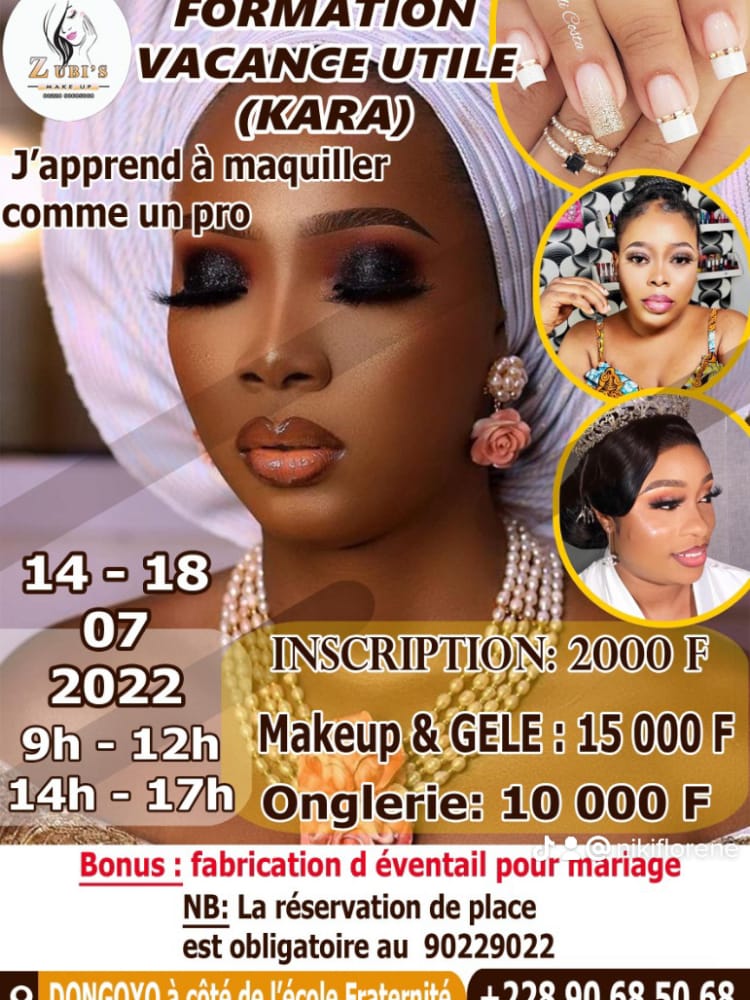 FORMATION
VACANCE UTILE
(KARA)
ZUBI'S
MAKE UP
J'apprend à maquiller
comme un pro
di Costa
14 - 18
07
2022
9h - 12h
14h - 17h
INSCRIPTION: 2000 F
Makeup & GELE : 15 000 F
Onglerie: 10 000 F
@nikiflorene
Bonus : fabrication d éventail pour mariage
NB: La réservation de place
est obligatoire au 90229022
DONGOYO à côté de l'école Fraternité
+228 90 68 50 68